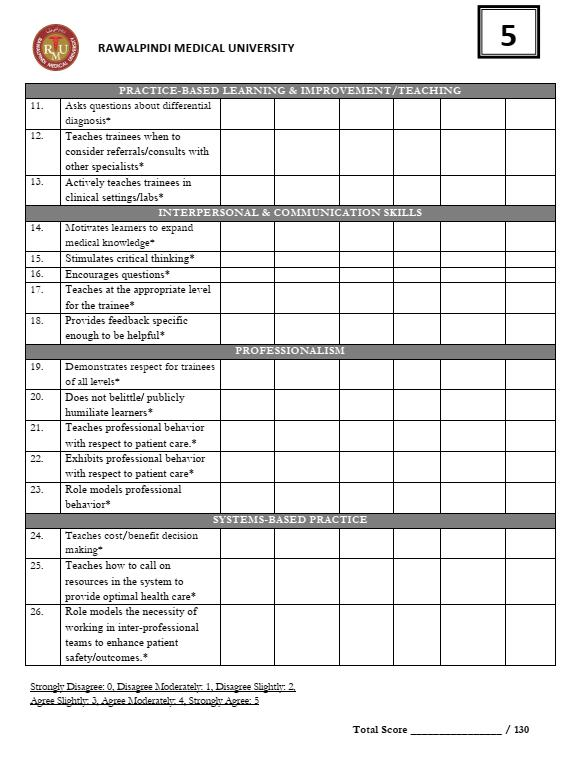 5
RMU
RAWALPINDI MEDICAL UNIVERSITY
PRACTICE-BASED LEARNING & IMPROVEMENT/TEACHING
11. Asks questions about differential
diagnosis*
12. Teaches trainees when to
consider referrals/consults with
other specialists*
13. Actively teaches trainees in
clinical settings/labs*
INTERPERSONAL & COMMUNICATION SKILLS
14. Motivates learners to expand
medical knowledge*
15. Stimulates critical thinking*
16. Encourages questions*
17. Teaches at the appropriate level
for the trainee*
18. Provides feedback specific
enough to be helpful*
PROFESSIONALISM
19. Demonstrates respect for trainees
of all levels*
20. Does not belittle/ publicly
humiliate learners*
21. Teaches professional behavior
with respect to patient care.*
22. Exhibits professional behavior
with respect to patient care*
23. Role models professional
behavior*
SYSTEMS-BASED PRACTICE
24. Teaches cost/benefit decision
making*
25. Teaches how to call on
resources in the system to
provide optimal health care*
26. Role models the necessity of
working in inter-professional
teams to enhance patient
safety/outcomes.*
Strongly Disagree: 0, Disagree Moderately: 1, Disagree Slightly: 2,
Agree Slightly: 3, Agree Moderately: 4, Strongly Agree: 5
Total Score ________________ / 130